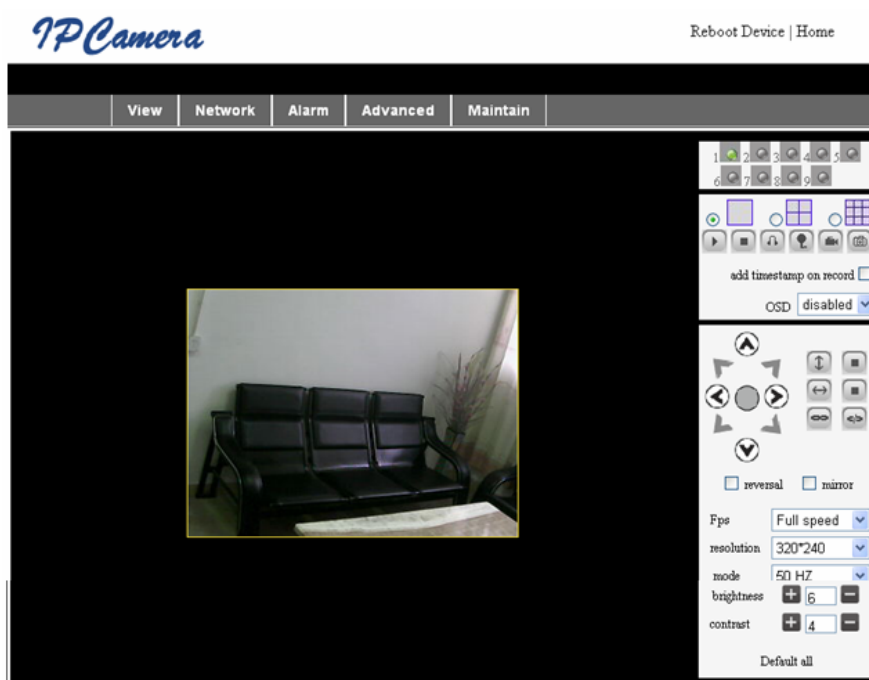 IPCamera
Reboot Device | Home
View Network Alarm Advanced Maintain
1 2 3 4 5
6 7 8 9
add timestamp on record
OSD disabled
reversal mirror
Fps Full speed
resolution 320*240
mode 50 HZ
brightness 6
contrast 4
Default all